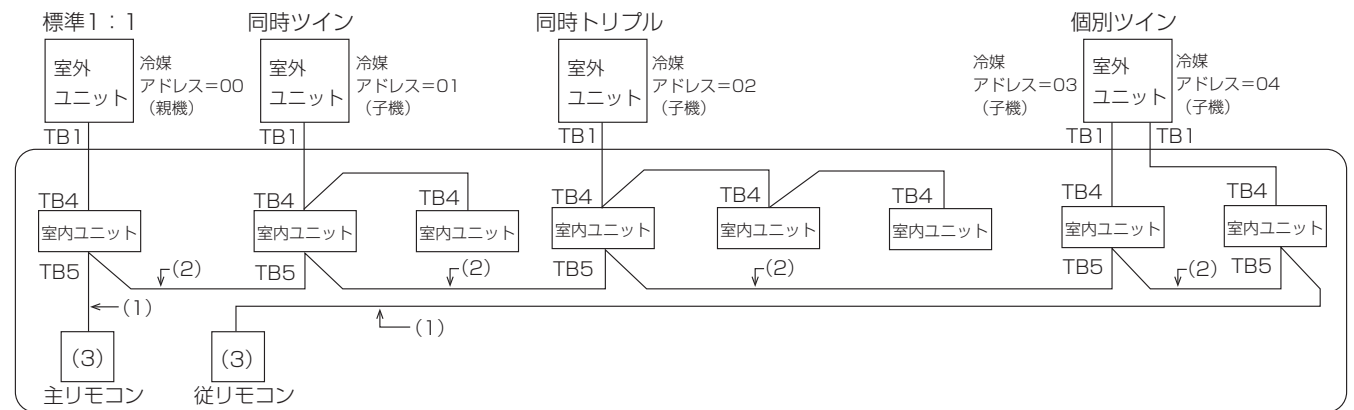 標準1：1
同時ツイン
同時トリプル
個別ツイン
室外
ユニット
冷媒
アドレス=00
（親機）
室外
ユニット
冷媒
アドレス=01
（子機）
室外
ユニット
冷媒
アドレス=02
（子機）
冷媒
アドレス=03
（子機）
室外
ユニット
冷媒
アドレス=04
（子機）
TB1
TB1
TB1
TB1
TB1
TB4
TB4
TB4
TB4
TB4
TB4
TB4
TB4
室内ユニット
室内ユニット
室内ユニット
室内ユニット
室内ユニット
室内ユニット
室内ユニット
室内ユニット
TB5
(2)
TB5
(2)
TB5
(2)
TB5
(2)
TB5
(1)
(1)
(3)
(3)
主リモコン
従リモコン